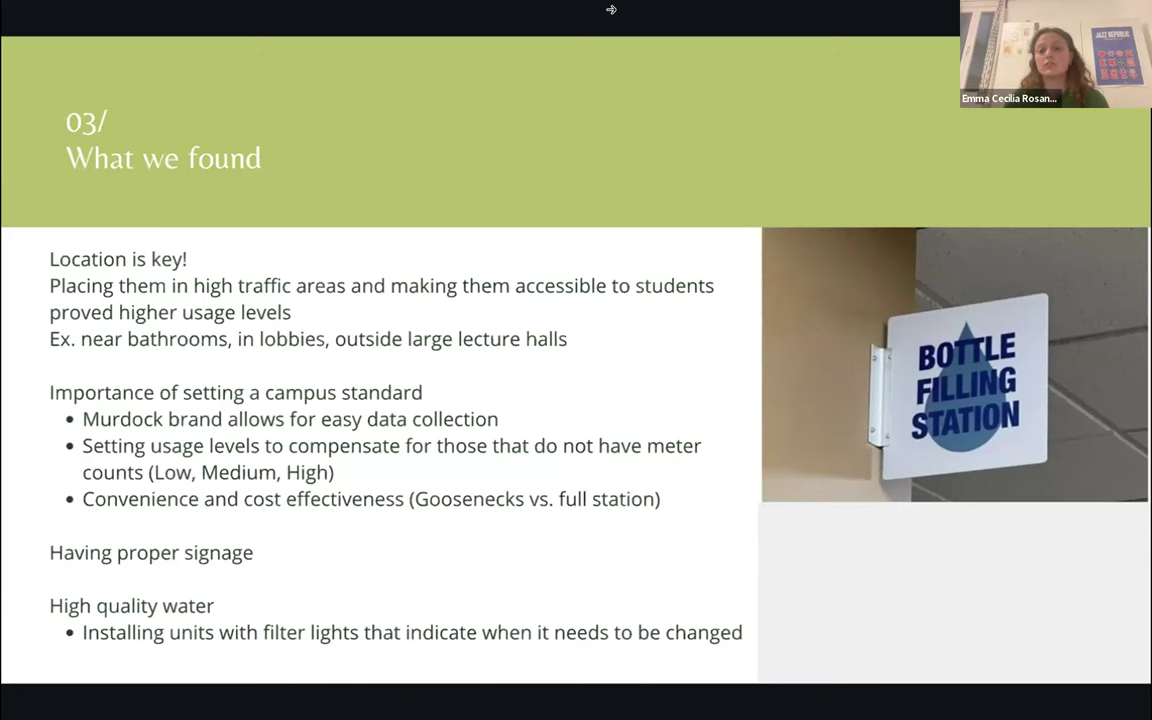 JAZZ REPUBLIC
Emma Cecilia Rosan...
03/
What we found
Location is key!
Placing them in high traffic areas and making them accessible to students
proved higher usage levels
Ex. near bathrooms, in lobbies, outside large lecture halls
Importance of setting a campus standard
• Murdock brand allows for easy data collection
• Setting usage levels to compensate for those that do not have meter
counts (Low, Medium, High)
• Convenience and cost effectiveness (Goosenecks vs. full station)
Having proper signage
High quality water
• Installing units with filter lights that indicate when it needs to be changed
BOTTLE
FILLING
STATION